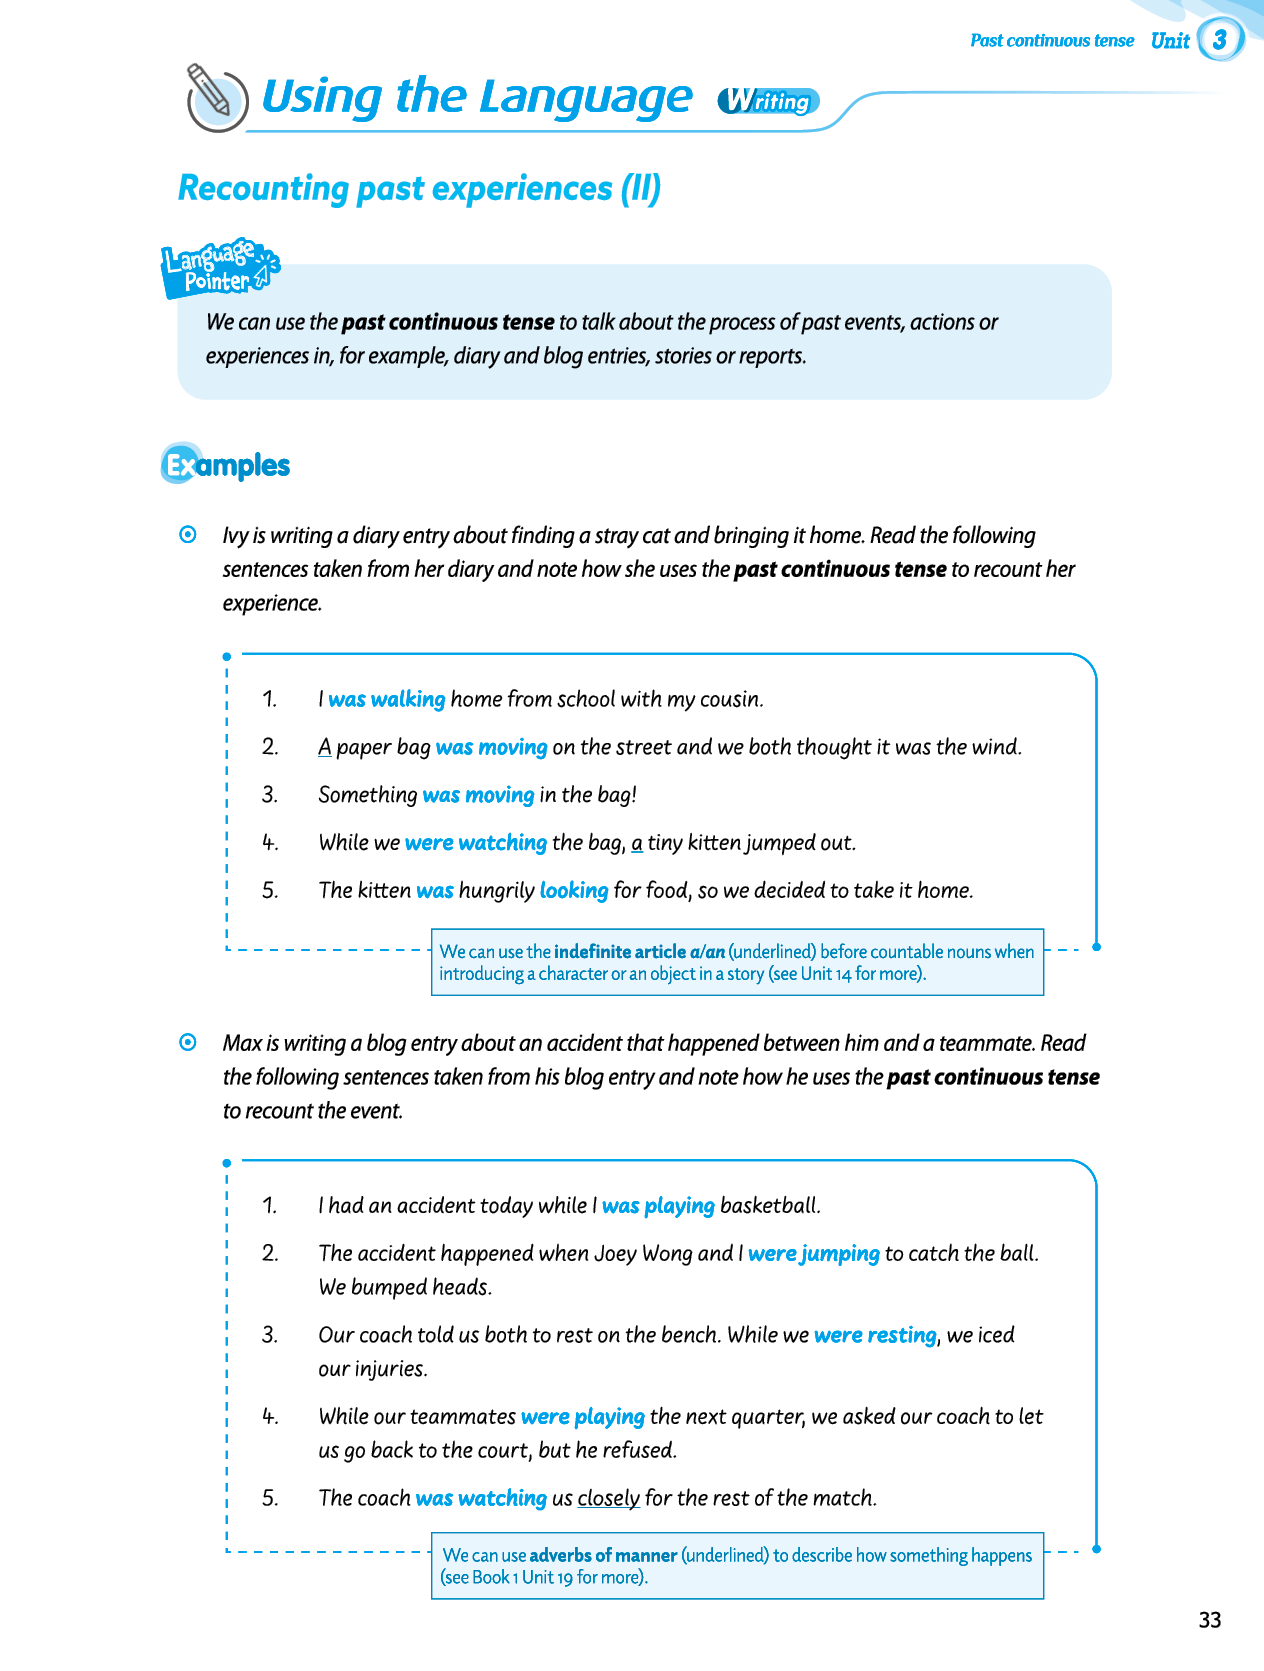 Past continuous tense Unit 3
Using the Language Writing
Recounting past experiences (II)
Language
Pointer
We can use the past continuous tense to talk about the process of past events, actions or
experiences in, for example, diary and blog entries, stories or reports.
Examples
Ivy is writing a diary entry about finding a stray cat and bringing it home. Read the following
sentences taken from her diary and note how she uses the past continuous tense to recount her
experience.
1. I was walking home from school with my cousin.
2. A paper bag was moving on the street and we both thought it was the wind.
3. Something was moving in the bag!
4. While we were watching the bag, a tiny kitten jumped out.
5. The kitten was hungrily looking for food, so we decided to take it home.
We can use the indefinite article a/an (underlined) before countable nouns when
introducing a character or an object in a story (see Unit 14 for more).
Max is writing a blog entry about an accident that happened between him and a teammate. Read
the following sentences taken from his blog entry and note how he uses the past continuous tense
to recount the event.
1. I had an accident today while I was playing basketball.
2. The accident happened when Joey Wong and I were jumping to catch the ball.
We bumped heads.
3. Our coach told us both to rest on the bench. While we were resting, we iced
our injuries.
4. While our teammates were playing the next quarter, we asked our coach to let
us go back to the court, but he refused.
5. The coach was watching us closely for the rest of the match.
We can use adverbs of manner (underlined) to describe how something happens
(see Book 1 Unit 19 for more).
33